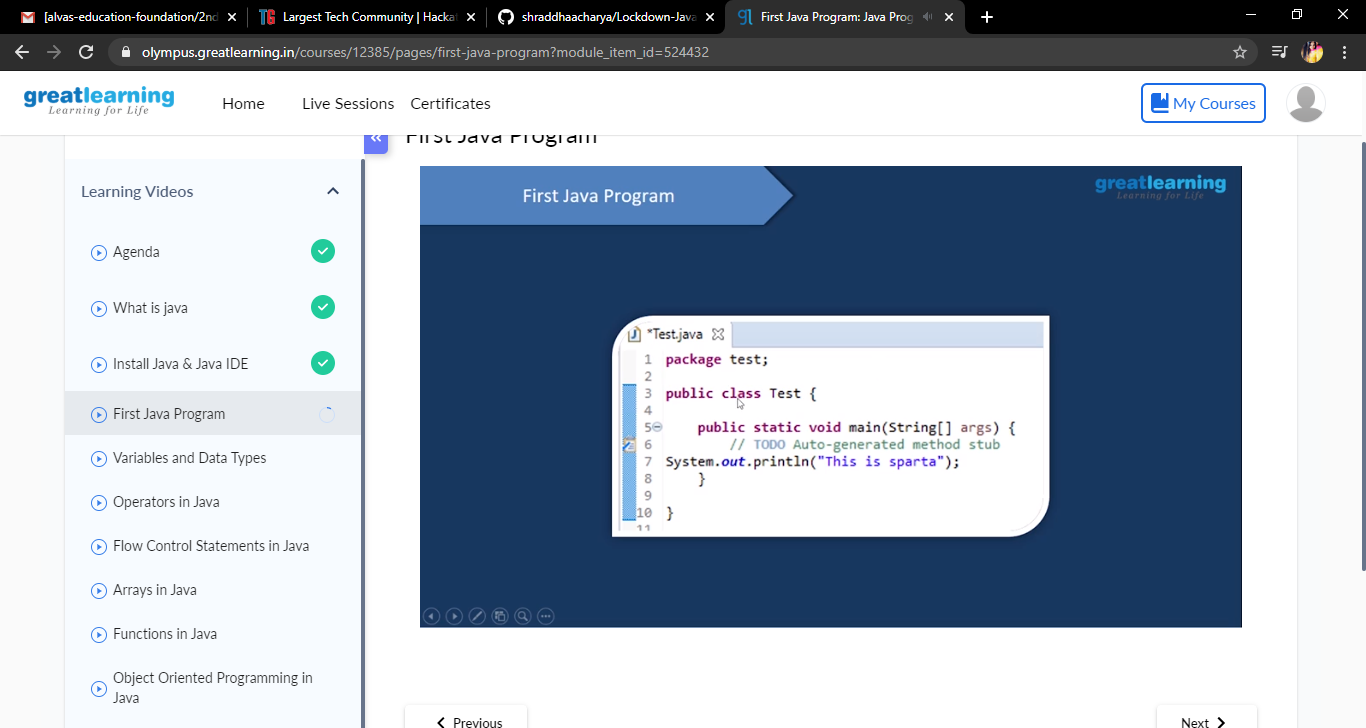 [alvas-education-foundation/2nd
Largest Tech Community | Hacka
shraddhaacharya/Lockdown-Java
First Java Program: Java Prog
olympus.greatlearning.in/courses/12385/pages/first-java-program?module_item_id=524432
greatlearning
Learning for Life
Home
Live Sessions
Certificates
My Courses
First Java Program
Learning Videos
Agenda
What is java
Install Java & Java IDE
First Java Program
Variables and Data Types
Operators in Java
Flow Control Statements in Java
Arrays in Java
Functions in Java
Object Oriented Programming in
Java
First Java Program
greatlearning
Learning for Life
*Test.java
1 package test;
2
3 public class Test {
4
5 public static void main(String[] args) {
6 // TODO Auto-generated method stub
7 System.out.println("This is sparta");
8 }
9
10 }
11
Previous
Next